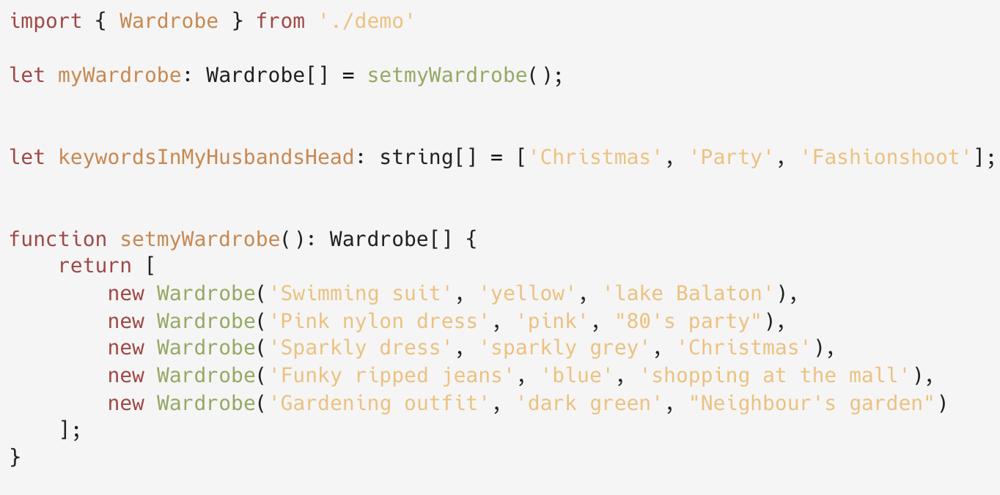 import { Wardrobe } from './demo'
let myWardrobe: Wardrobe[] = setmyWardrobe();
let keywordsInMyHusbandsHead: string[] = ['Christmas', 'Party', 'Fashionshoot'];
function setmyWardrobe(): Wardrobe[] {
    return [
        new Wardrobe('Swimming suit', 'yellow', 'lake Balaton'),
        new Wardrobe('Pink nylon dress', 'pink', "80's party"),
        new Wardrobe('Sparkly dress', 'sparkly grey', 'Christmas'),
        new Wardrobe('Funky ripped jeans', 'blue', 'shopping at the mall'),
        new Wardrobe('Gardening outfit', 'dark green', "Neighbour's garden")
    ];
}